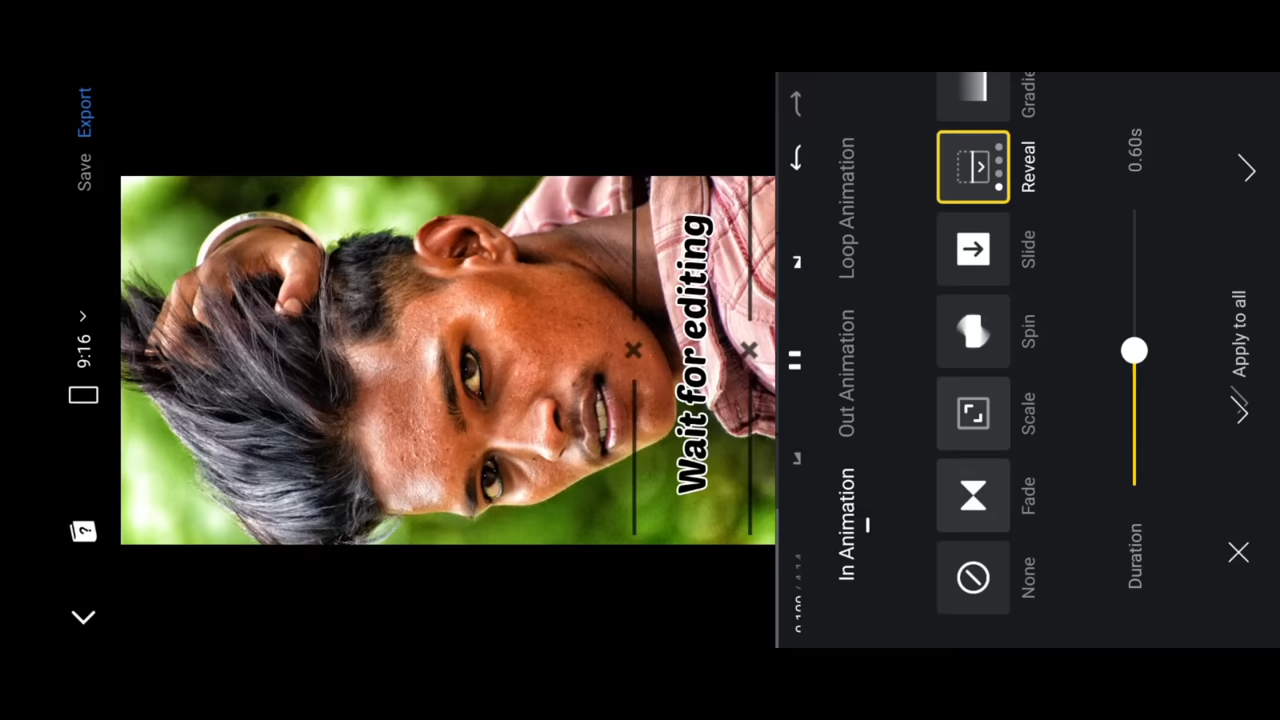 9:16
Save Export
Wait for editing
In Animation Out Animation Loop Animation
None Fade Scale Spin Slide Reveal
Duration 0.60s
Apply to all